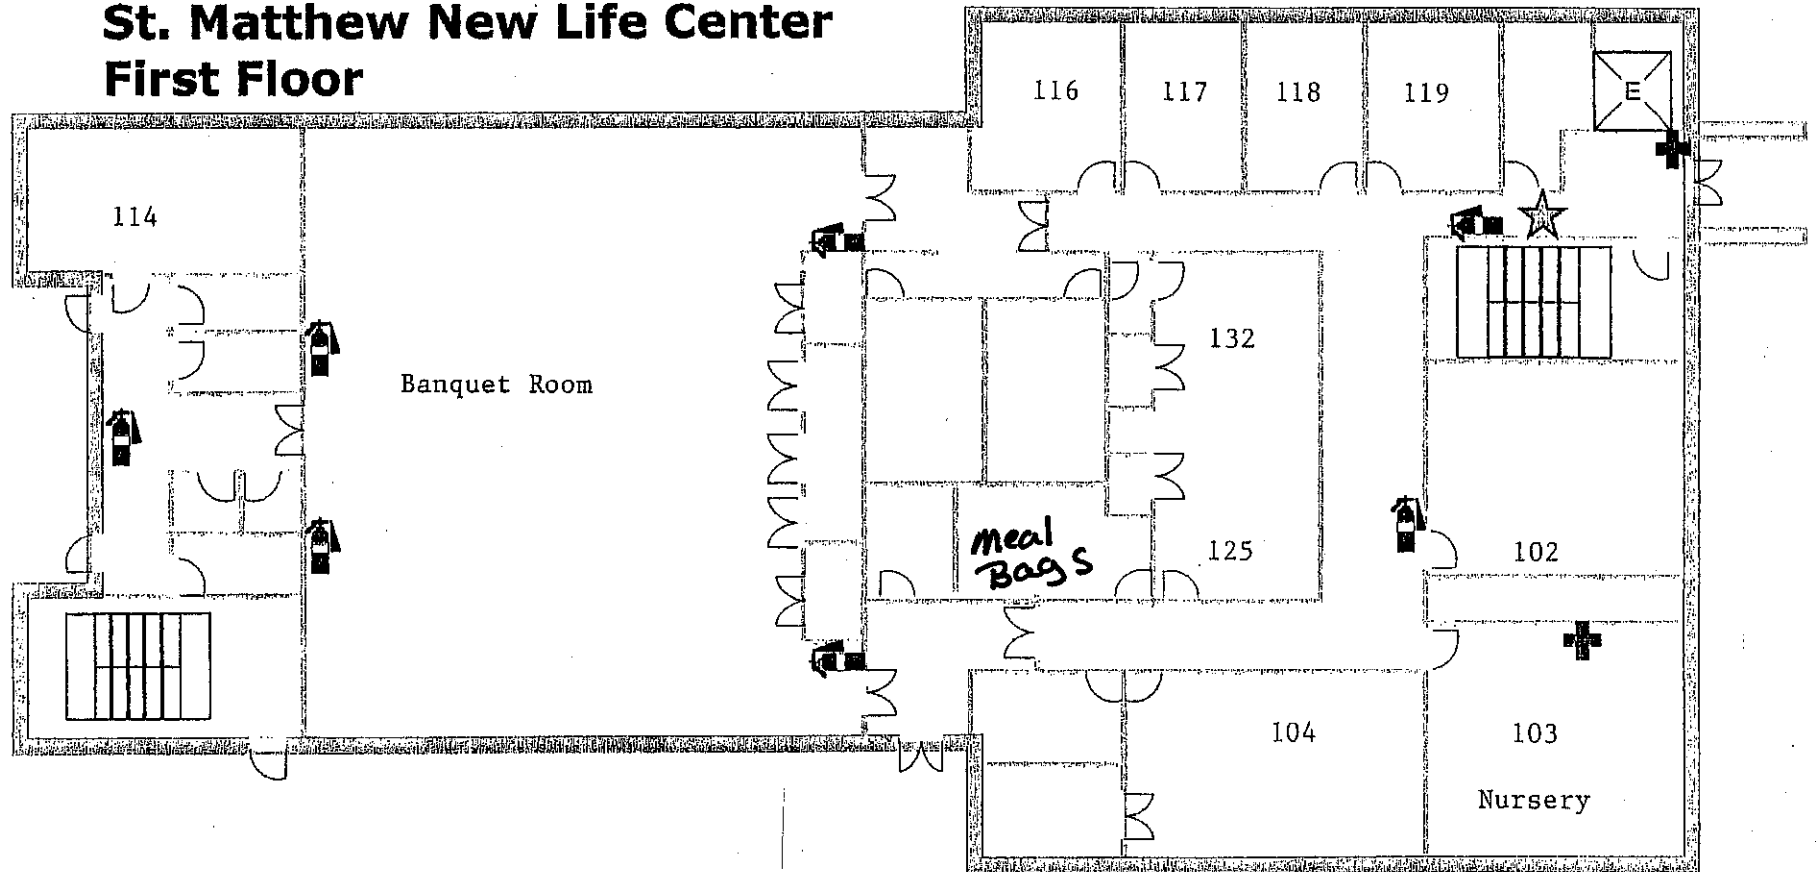 St. Matthew New Life Center
First Floor
116
117
118
119
E
114
132
Banquet Room
Meal
Bags
125
102
104
103
Nursery